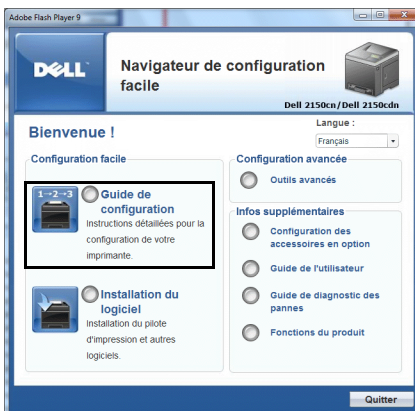 Adobe Flash Player 9
DELL
Navigateur de configuration
facile
Dell 2150cn/Dell 2150cdn
Bienvenue !
Langue :
Français
Configuration facile
1→2→3
Guide de
configuration
Instructions détaillées pour la
configuration de votre
imprimante.
Installation du
logiciel
Installation du pilote
d'impression et autres
logiciels.
Configuration avancée
Outils avancés
Infos supplémentaires
Configuration des
accessoires en option
Guide de l'utilisateur
Guide de diagnostic des
pannes
Fonctions du produit
Quitter